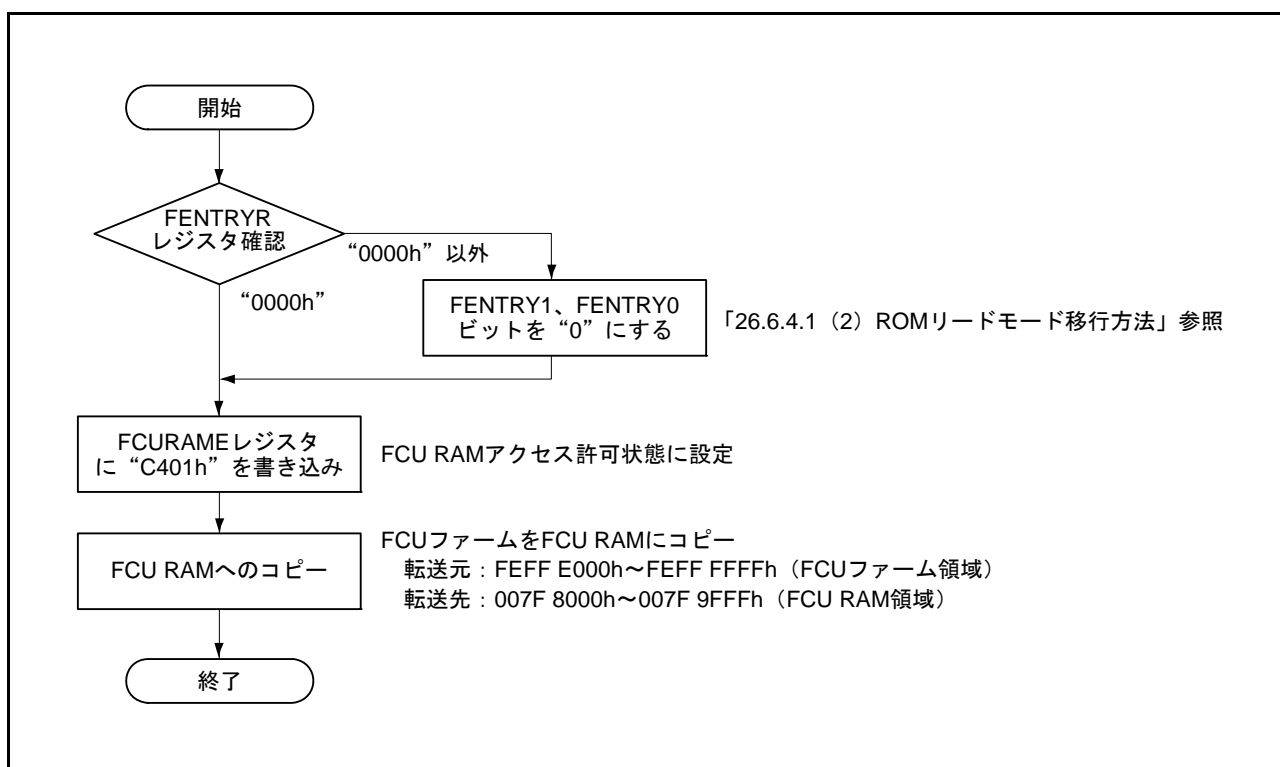 開始
FENTRYR
レジスタ確認
“0000h”以外
“0000h”
FENTRY1、FENTRY0
ビットを“0”にする
「26.6.4.1（2）ROMリードモード移行方法」参照
FCURAMEレジスタ
に“C401h”を書き込み
FCU RAMアクセス許可状態に設定
FCU RAMへのコピー
FCUファームをFCU RAMにコピー
転送元：FEFF E000h～FEFF FFFFh（FCUファーム領域）
転送先：007F 8000h～007F 9FFFh（FCU RAM領域）
終了